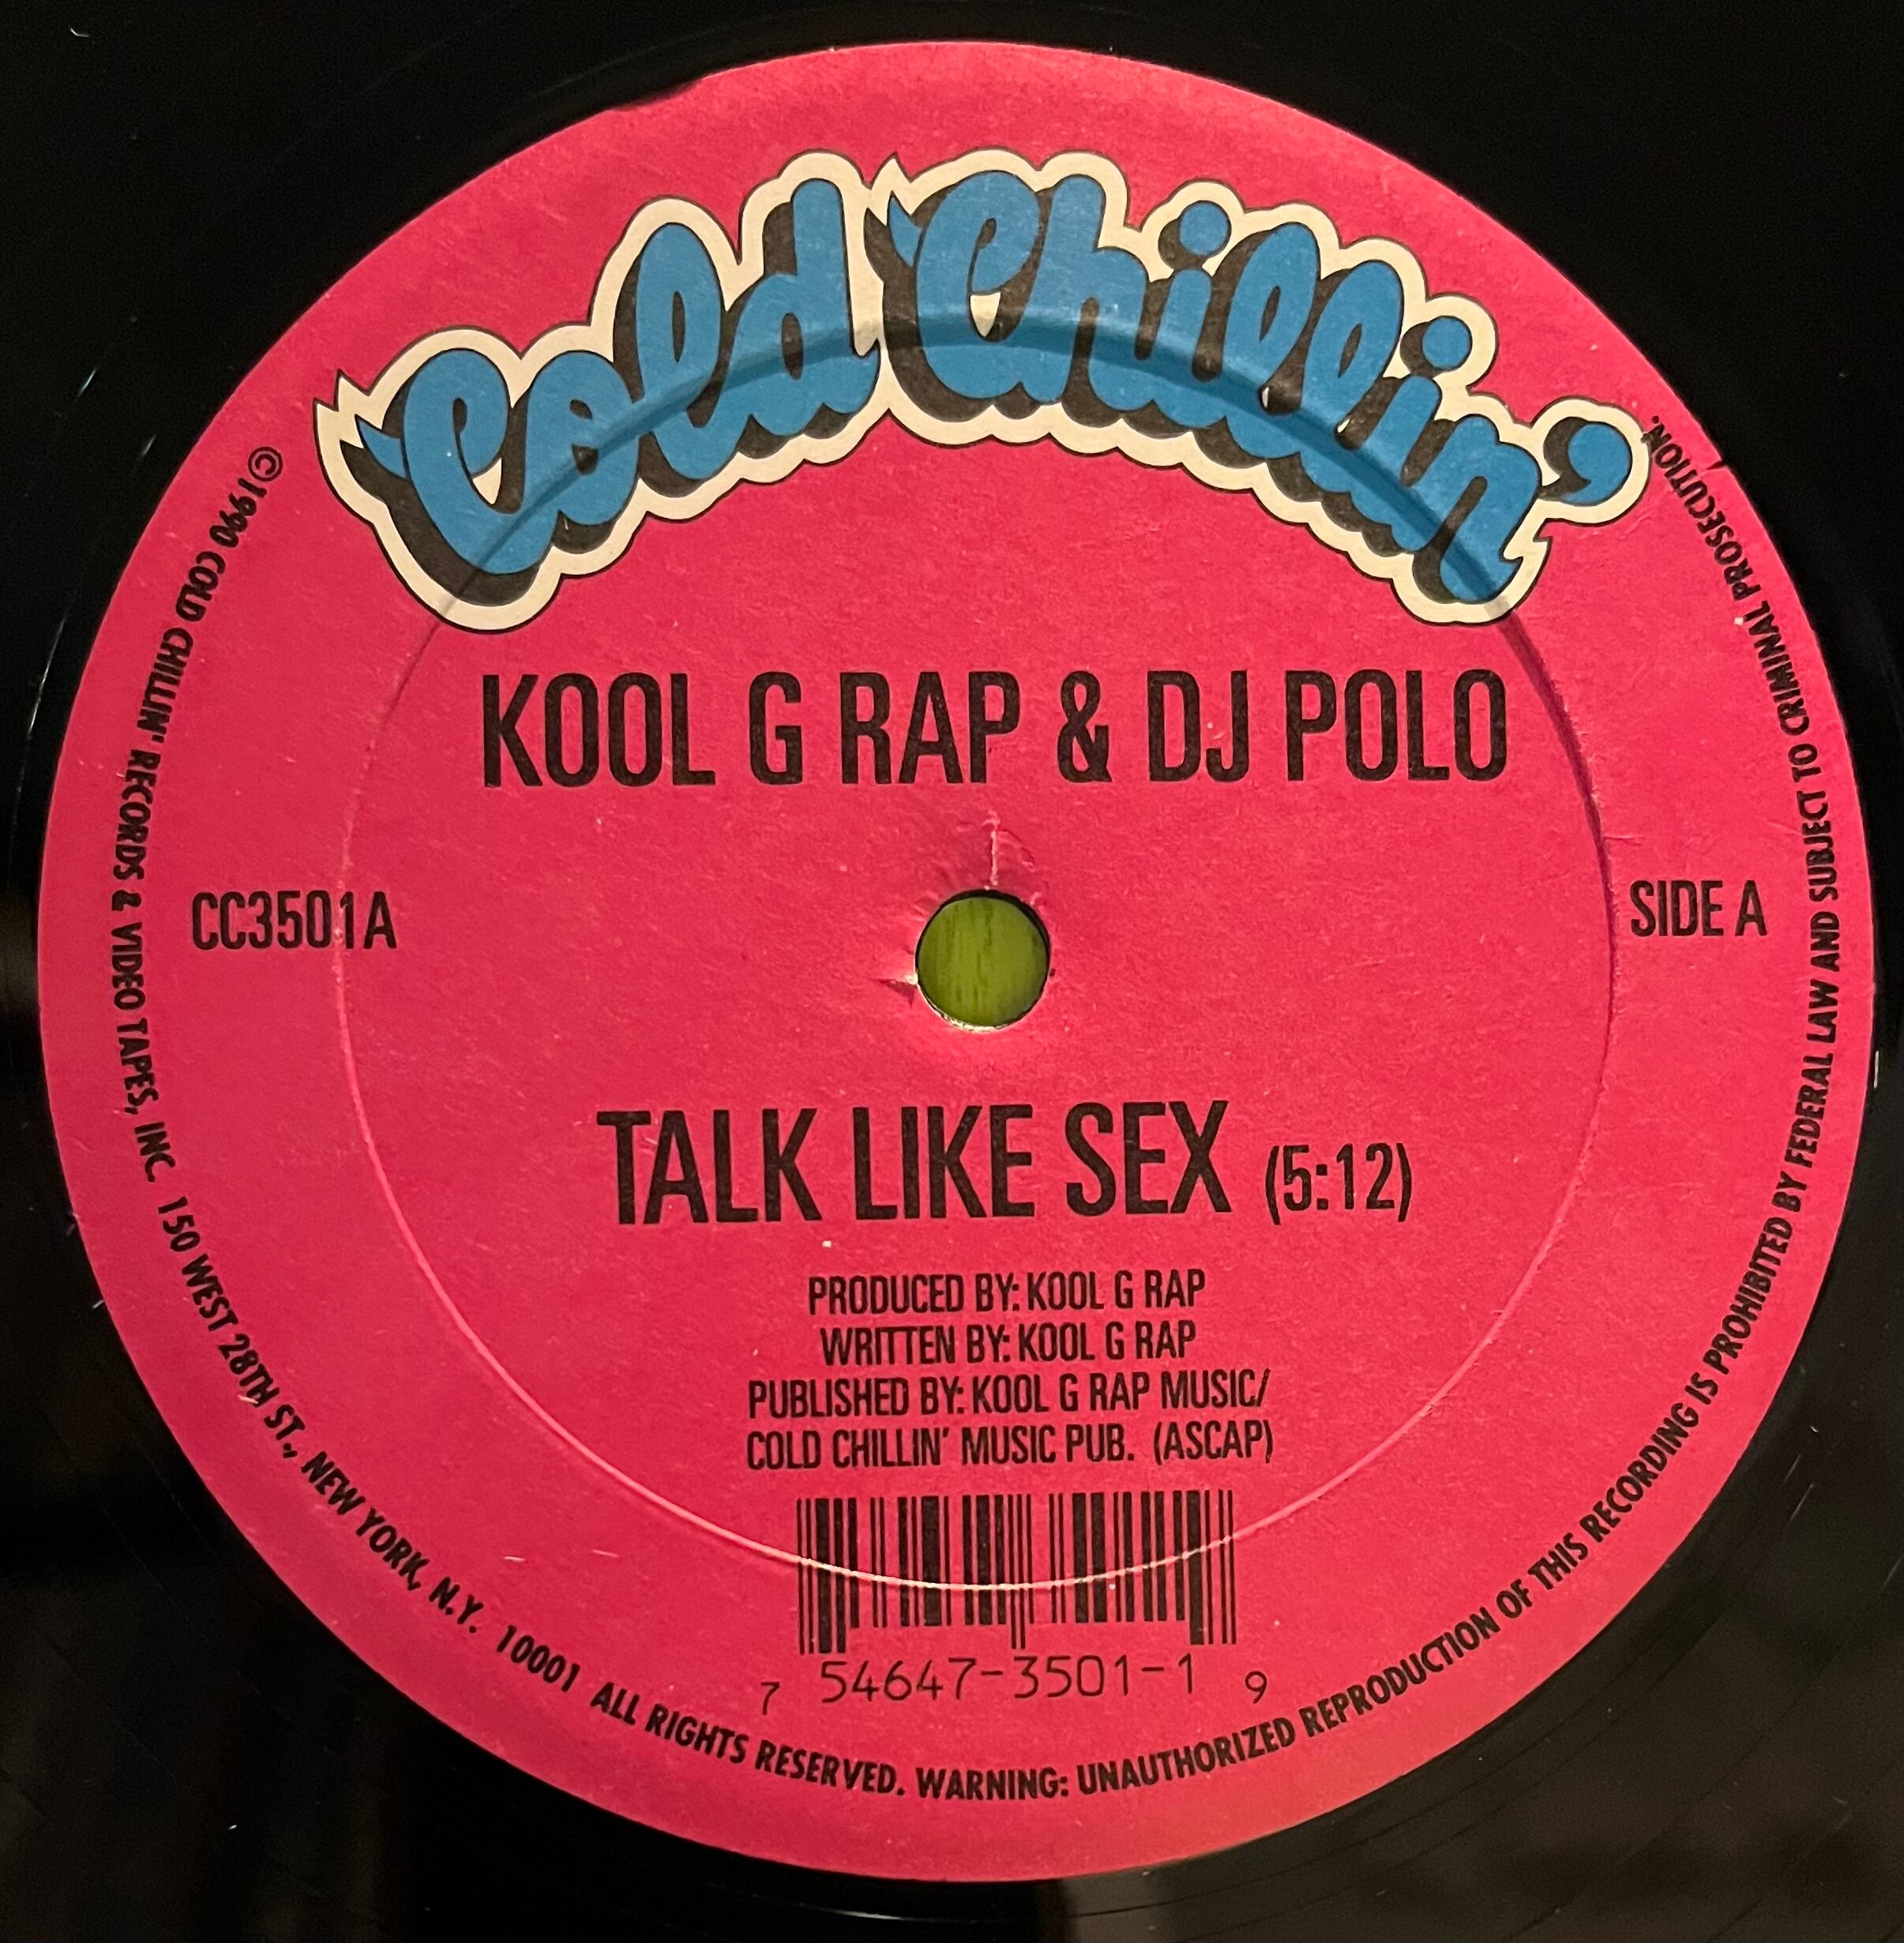 Cold Chillin'
KOOL G RAP & DJ POLO
CC3501A
SIDE A
TALK LIKE SEX (5:12)
PRODUCED BY: KOOL G RAP
WRITTEN BY: KOOL G RAP
PUBLISHED BY: KOOL G RAP MUSIC/
COLD CHILLIN' MUSIC PUB. (ASCAP)
7 54647-3501-1 9
©1990 COLD CHILLIN' RECORDS & VIDEO TAPES, INC. 150 WEST 28TH ST., NEW YORK, N.Y. 10001 ALL RIGHTS RESERVED. WARNING: UNAUTHORIZED REPRODUCTION OF THIS RECORDING IS PROHIBITED BY FEDERAL LAW AND SUBJECT TO CRIMINAL PROSECUTION.